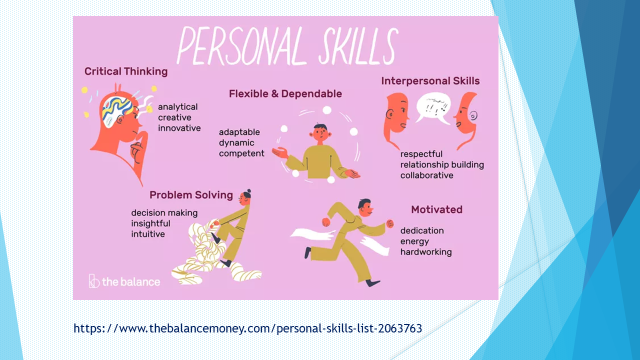 PERSONAL SKILLS
Critical Thinking
analytical
creative
innovative
Flexible & Dependable
adaptable
dynamic
competent
Interpersonal Skills
respectful
relationship building
collaborative
Problem Solving
decision making
insightful
intuitive
Motivated
dedication
energy
hardworking
the balance
https://www.thebalancemoney.com/personal-skills-list-2063763